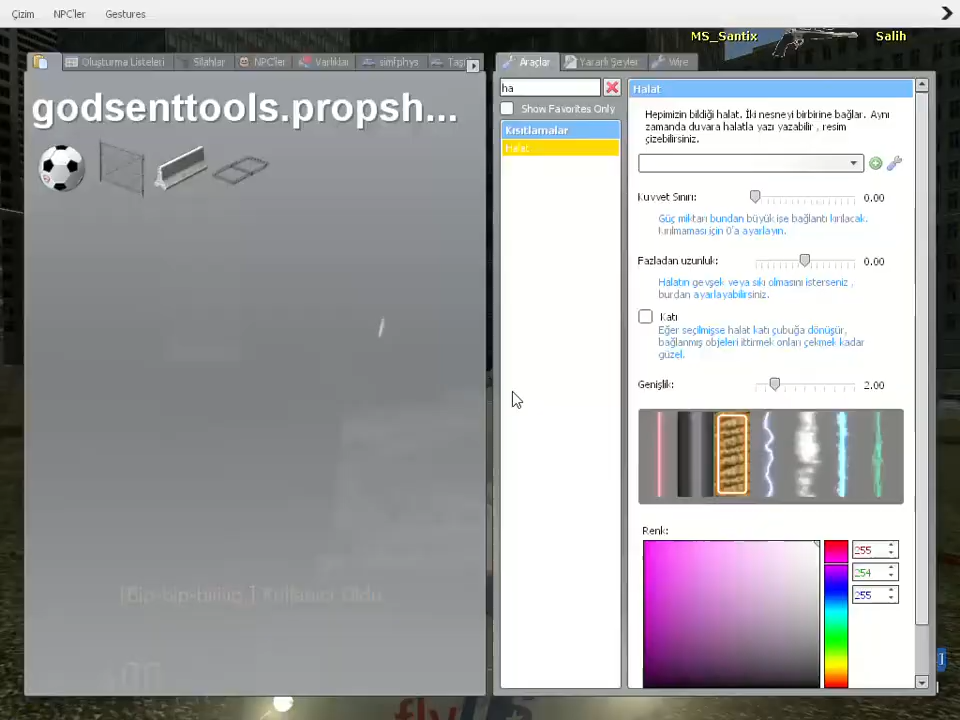 Çizim NPC'ler Gestures
MS_Santix Salih
Oluşturma Listeleri Silahlar NPC'ler Varlıklar simfphys Taşı
Araçlar Yararlı Şeyler Wire
godsenttools.propsh...
ha
Show Favorites Only
Kısıtlamalar
Halat
Halat
Hepimizin bildiği halat. İki nesneyi birbirine bağlar. Aynı
zamanda duvara halatla yazı yazabilir , resim
çizebilirsiniz.
Kuvvet Sınırı: 0.00
Güç miktarı bundan büyük ise bağlantı kırılacak.
Kırılmaması için 0'a ayarlayın.
Fazladan uzunluk: 0.00
Halatın gevşek veya sıkı olmasını isterseniz ,
burdan ayarlayabilirsiniz.
Katı
Eğer seçilmişse halat katı çubuğa dönüşür,
bağlanmış objeleri ittirmek onları çekmek kadar
güzel.
Genişlik: 2.00
Renk:
255
254
255
fly